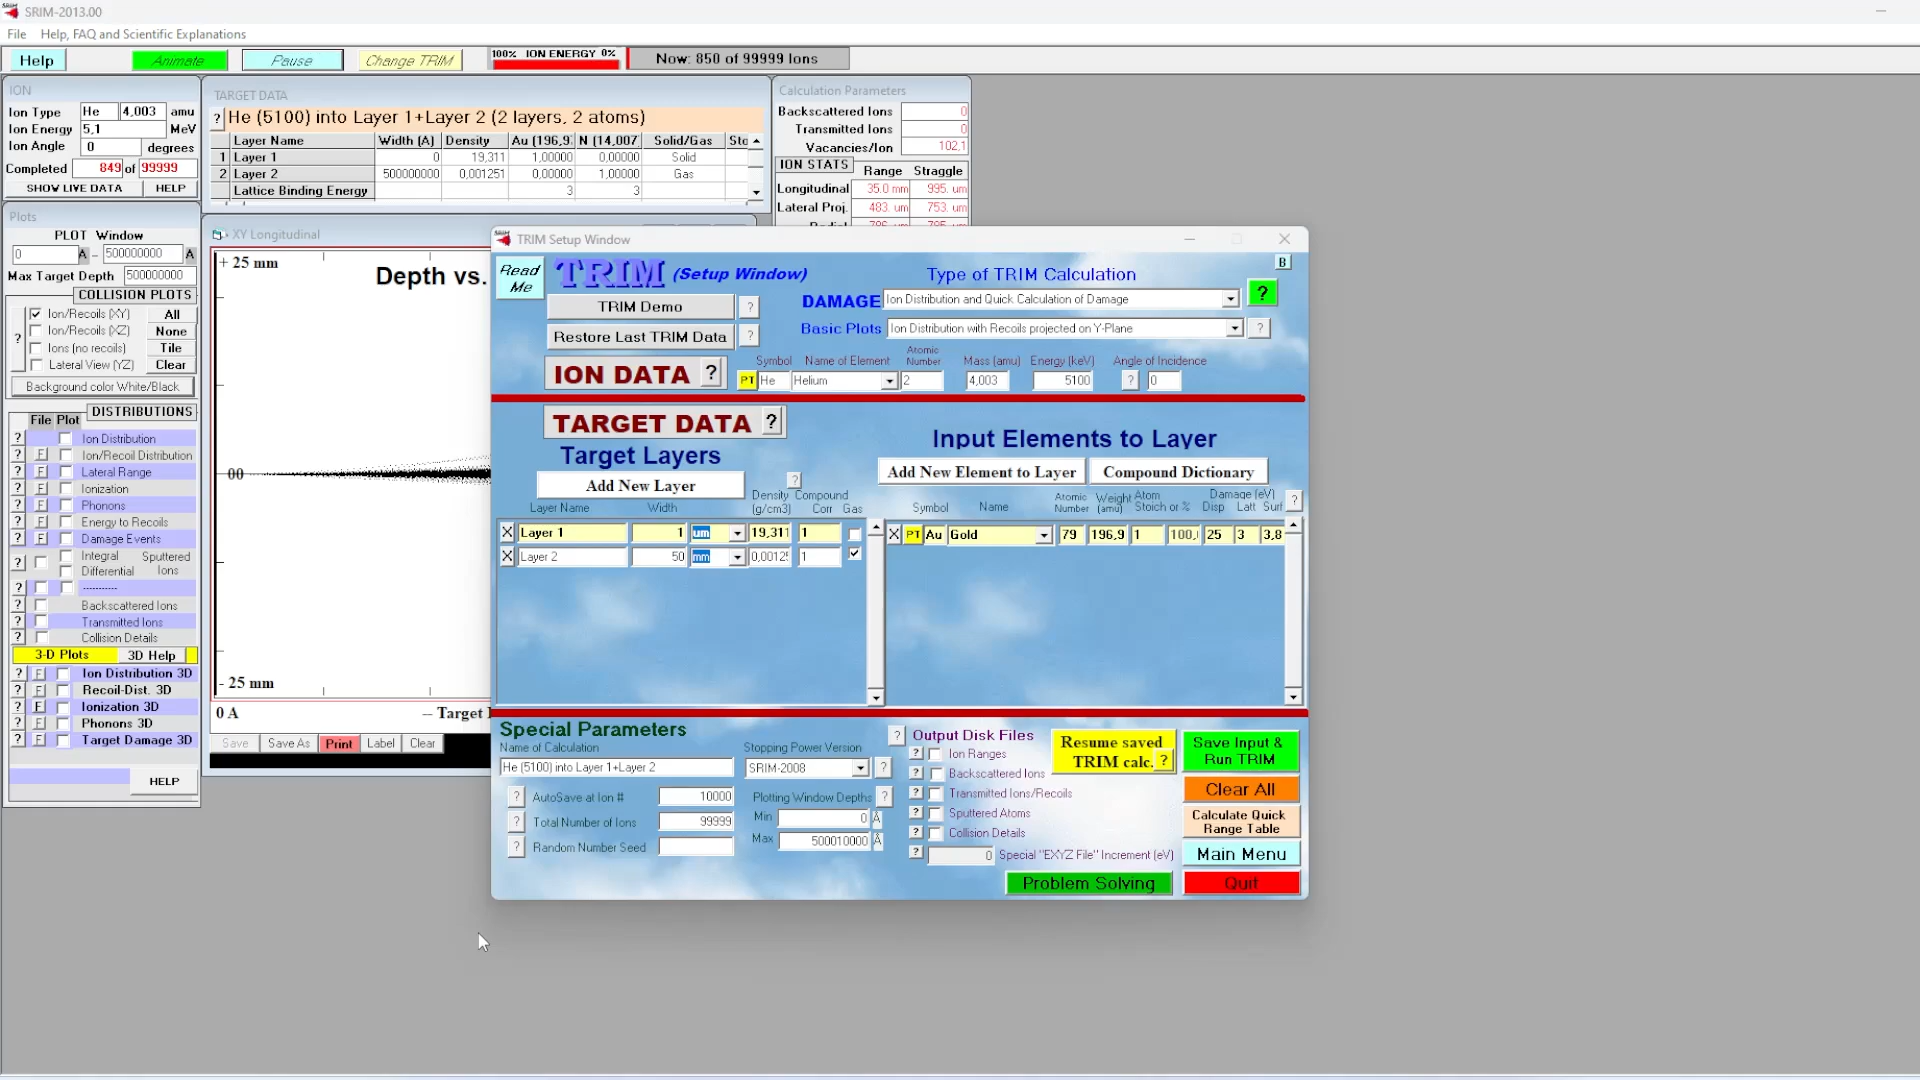 SRIM-2013.00
File   Help, FAQ and Scientific Explanations
Help   Animate   Pause   Change TRIM   100%   ION ENERGY   0%   Now: 850 of 99999 Ions
ION
Ion Type   He   4,003   amu
Ion Energy   5,1   MeV
Ion Angle   0   degrees
Completed   849 of 99999
SHOW LIVE DATA   HELP
TARGET DATA
?   He (5100) into Layer 1+Layer 2 (2 layers, 2 atoms)
Layer Name   Width (A)   Density   Au (196,9   N (14,007   Solid/Gas   Sto
1   Layer 1   0   19,311   1,00000   0,00000   Solid
2   Layer 2   500000000   0,001251   0,00000   1,00000   Gas
Lattice Binding Energy   3   3
Calculation Parameters
Backscattered Ions   0
Transmitted Ions   0
Vacancies/Ion   102,1
ION STATS   Range   Straggle
Longitudinal   35.0 mm   995. um
Lateral Proj.   483. um   753. um
Plots
PLOT Window
0   A   -   500000000   A
Max Target Depth   500000000
COLLISION PLOTS
Ion/Recoils (XY)   All
Ion/Recoils (XZ)   None
?   Ions (no recoils)   Tile
Lateral View (YZ)   Clear
Background color White/Black
DISTRIBUTIONS
File   Plot
?   Ion Distribution
?   F   Ion/Recoil Distribution
?   F   Lateral Range
?   F   Ionization
?   F   Phonons
?   F   Energy to Recoils
?   F   Damage Events
?   Integral   Sputtered
Differential   Ions
?   ----------
?   Backscattered Ions
?   Transmitted Ions
?   Collision Details
3-D Plots   3D Help
?   F   Ion Distribution 3D
?   F   Recoil-Dist. 3D
?   F   Ionization 3D
?   F   Phonons 3D
?   F   Target Damage 3D
HELP
XY Longitudinal
+ 25 mm
Depth vs.
00
- 25 mm
0 A   -- Target
Save   Save As   Print   Label   Clear
TRIM Setup Window
Read Me   TRIM   (Setup Window)   Type of TRIM Calculation   B
TRIM Demo   ?   DAMAGE   Ion Distribution and Quick Calculation of Damage   ?
Restore Last TRIM Data   ?   Basic Plots   Ion Distribution with Recoils projected on Y-Plane   ?
Symbol   Name of Element   Atomic Number   Mass (amu)   Energy (keV)   Angle of Incidence
ION DATA   ?   PT   He   Helium   2   4,003   5100   ?   0
TARGET DATA   ?
Target Layers   Input Elements to Layer
Add New Layer   ?   Add New Element to Layer   Compound Dictionary
Layer Name   Width   Density (g/cm3)   Compound Corr   Gas   Symbol   Name   Atomic Number   Weight (amu)   Atom Stoich or %   Damage (eV)   Disp   Latt   Surf   ?
X   Layer 1   1   um   19,311   1   X   PT   Au   Gold   79   196,9   1   100,   25   3   3,8
X   Layer 2   50   mm   0,0012   1
Special Parameters
Name of Calculation   Stopping Power Version
He (5100) into Layer 1+Layer 2   SRIM-2008   ?
?   AutoSave at Ion #   10000   Plotting Window Depths   ?
?   Total Number of Ions   99999   Min   0   Å
?   Random Number Seed   Max   500010000   Å
?   Output Disk Files
?   Ion Ranges
?   Backscattered Ions
?   Transmitted Ions/Recoils
?   Sputtered Atoms
?   Collision Details
?   0   Special "EXYZ File" Increment (eV)
Resume saved TRIM calc.   ?
Save Input & Run TRIM
Clear All
Calculate Quick Range Table
Main Menu
Problem Solving   Quit